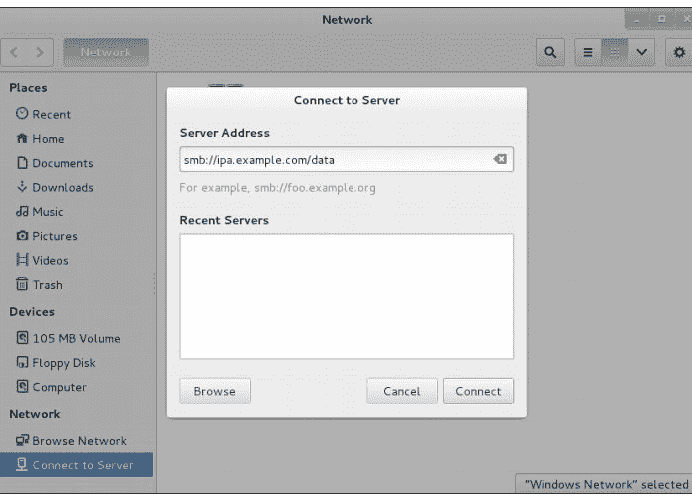 Network
Network
Places
Recent
Home
Documents
Downloads
Music
Pictures
Videos
Trash
Devices
105 MB Volume
Floppy Disk
Computer
Network
Browse Network
Connect to Server
Connect to Server
Server Address
smb://ipa.example.com/data
For example, smb://foo.example.org
Recent Servers
Browse
Cancel
Connect
"Windows Network" selected